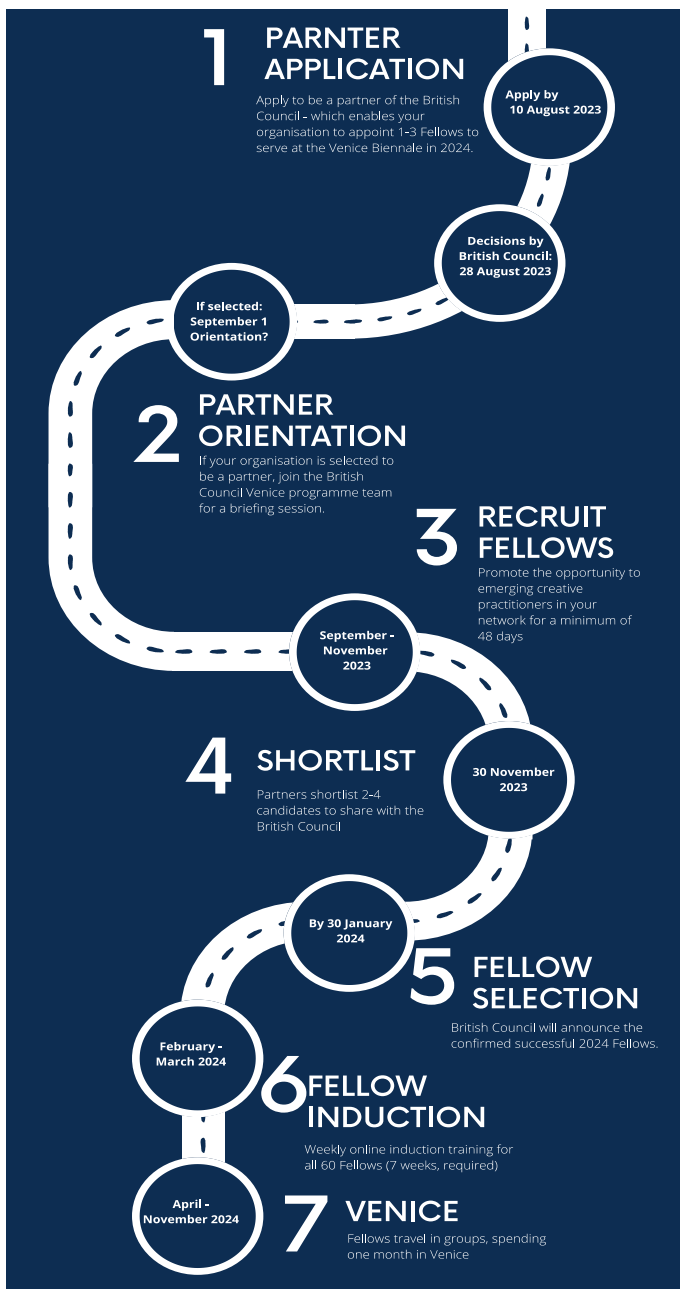 1
PARNTER
APPLICATION
Apply to be a partner of the British
Council - which enables your
organisation to appoint 1-3 Fellows to
serve at the Venice Biennale in 2024.
Apply by
10 August 2023
Decisions by
British Council:
28 August 2023
If selected:
September 1
Orientation?
2
PARTNER
ORIENTATION
If your organisation is selected to
be a partner, join the British
Council Venice programme team
for a briefing session.
3
RECRUIT
FELLOWS
Promote the opportunity to
emerging creative
practitioners in your
network for a minimum of
48 days
September -
November
2023
4
SHORTLIST
Partners shortlist 2-4
candidates to share with the
British Council
30 November
2023
By 30 January
2024
5
FELLOW
SELECTION
British Council will announce the
confirmed successful 2024 Fellows.
February -
March 2024
6
FELLOW
INDUCTION
Weekly online induction training for
all 60 Fellows (7 weeks, required)
April -
November 2024
7
VENICE
Fellows travel in groups, spending
one month in Venice